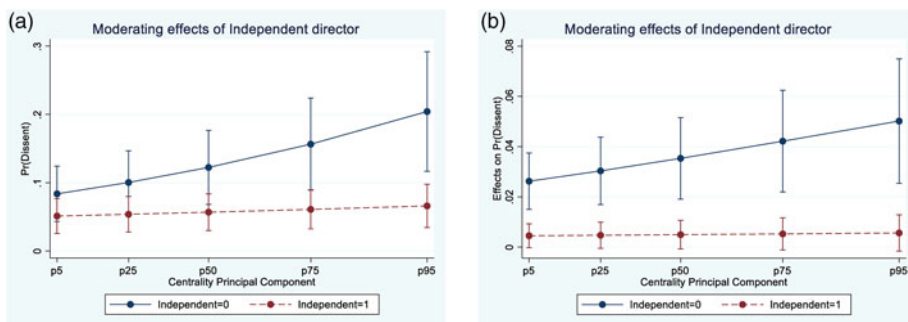 (a)
Moderating effects of Independent director
Pr(Dissent)
.3
.2
.1
0
p5 p25 p50 p75 p95
Centrality Principal Component
Independent=0 Independent=1
(b)
Moderating effects of Independent director
Effects on Pr(Dissent)
.08
.06
.04
.02
0
p5 p25 p50 p75 p95
Centrality Principal Component
Independent=0 Independent=1